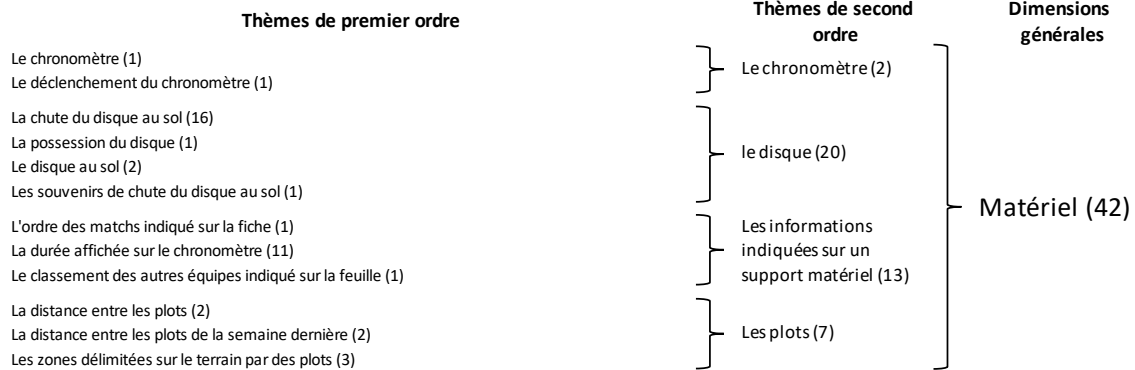 Thèmes de premier ordre
Thèmes de second
ordre
Dimensions
générales
Le chronomètre (1)
Le déclenchement du chronomètre (1)
Le chronomètre (2)
La chute du disque au sol (16)
La possession du disque (1)
Le disque au sol (2)
Les souvenirs de chute du disque au sol (1)
le disque (20)
L'ordre des matchs indiqué sur la fiche (1)
La durée affichée sur le chronomètre (11)
Le classement des autres équipes indiqué sur la feuille (1)
Les informations
indiquées sur un
support matériel (13)
La distance entre les plots (2)
La distance entre les plots de la semaine dernière (2)
Les zones délimitées sur le terrain par des plots (3)
Les plots (7)
Matériel (42)